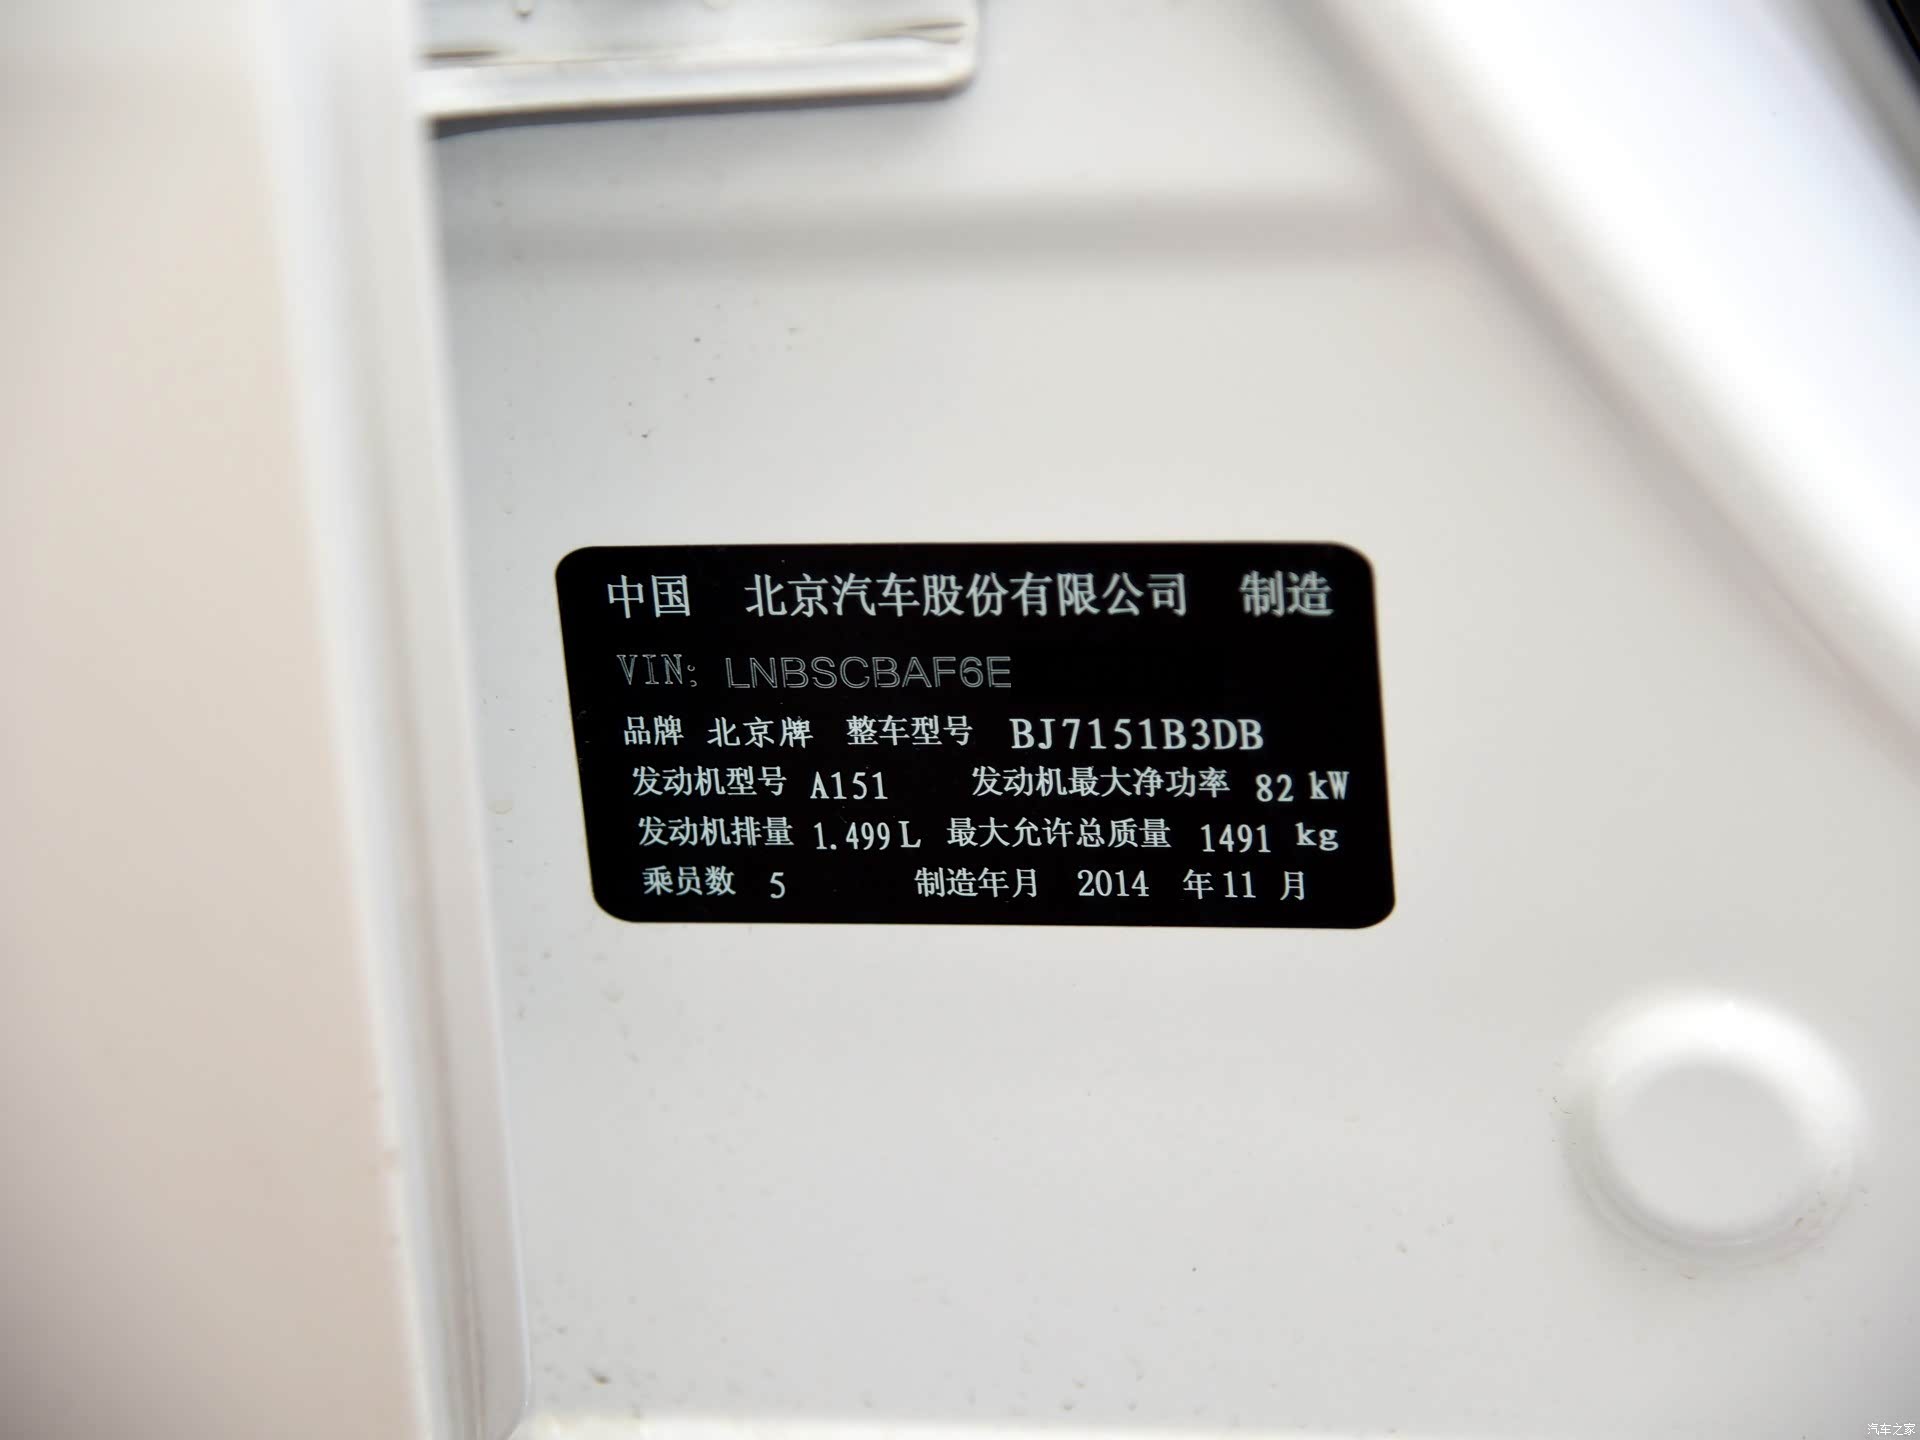 中国 北京汽车股份有限公司 制造
VIN: LNBSCBAF6E
品牌 北京牌 整车型号 BJ7151B3DB
发动机型号 A151 发动机最大净功率 82 kW
发动机排量 1.499 L 最大允许总质量 1491 kg
乘员数 5 制造年月 2014 年 11 月
汽车之家